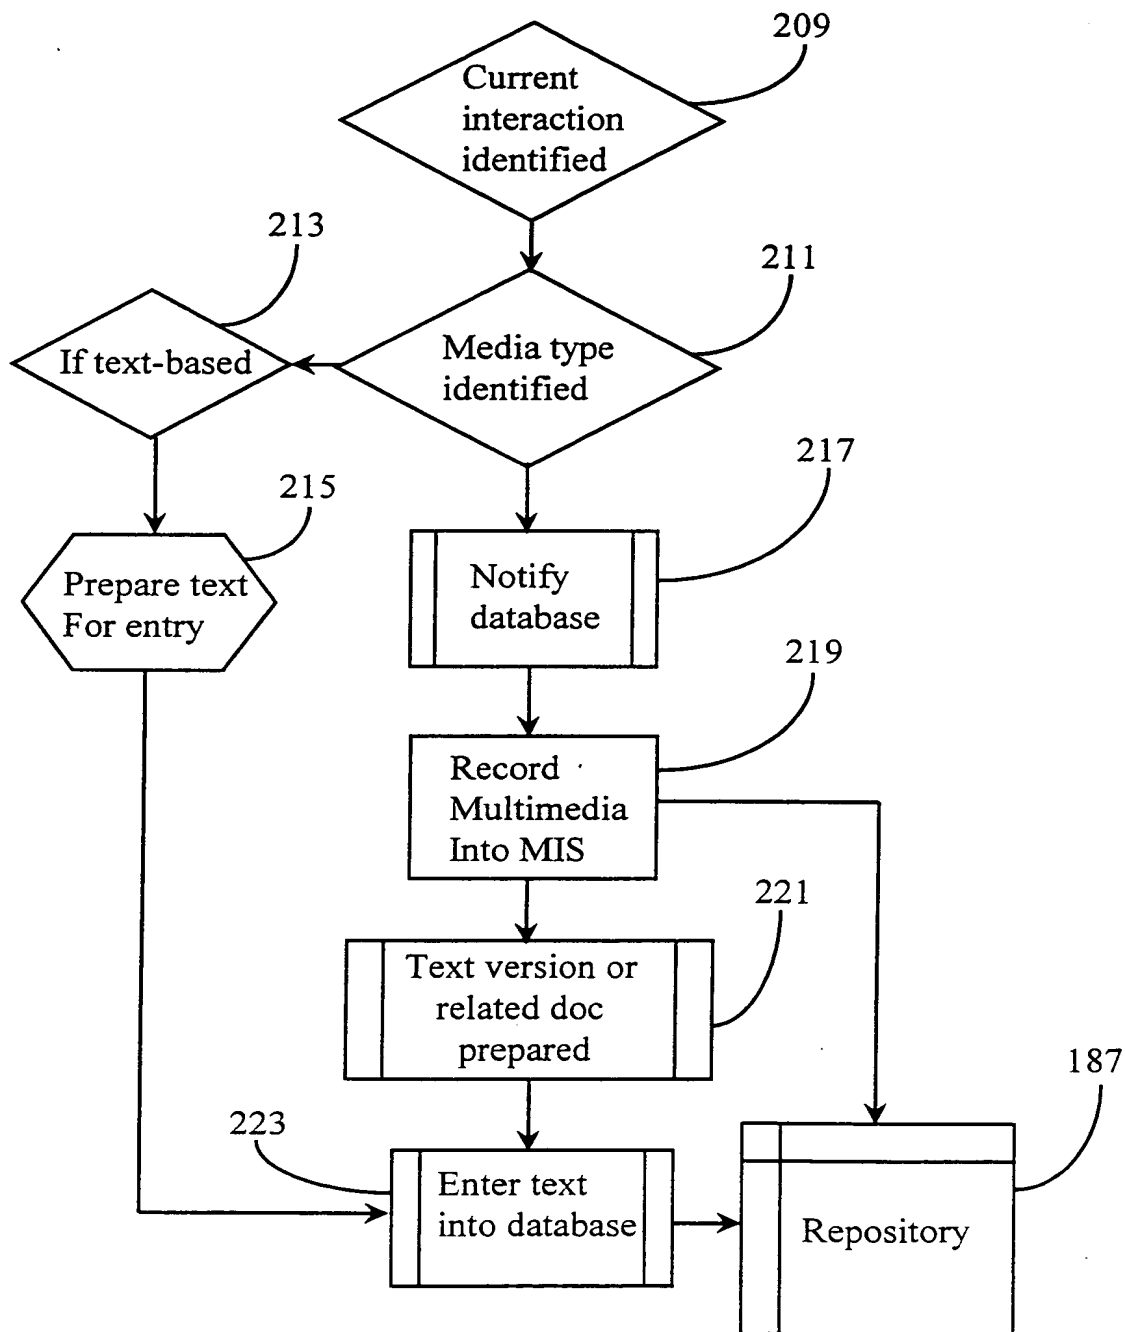 209
Current
interaction
identified
213
211
If text-based
Media type
identified
217
215
Prepare text
For entry
Notify
database
219
Record
Multimedia
Into MIS
221
Text version or
related doc
prepared
187
223
Enter text
into database
Repository